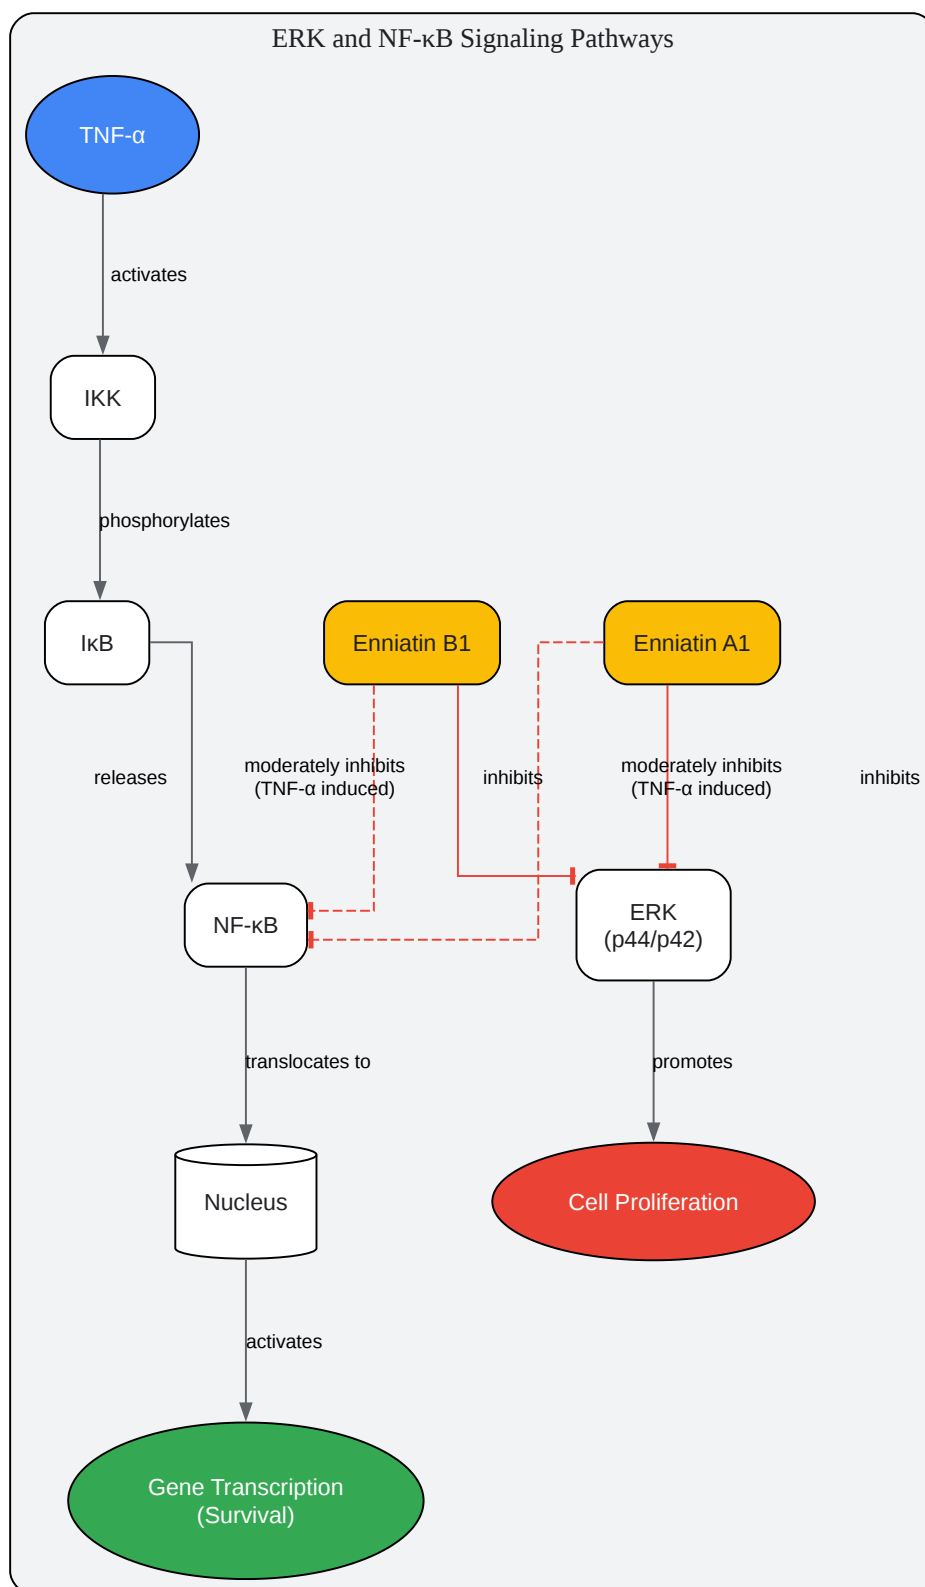 ERK and NF-κB Signaling Pathways
TNF-α
activates
IKK
phosphorylates
IκB
Enniatin B1
Enniatin A1
releases
moderately inhibits
(TNF-α induced)
inhibits
moderately inhibits
(TNF-α induced)
inhibits
NF-κB
ERK
(p44/p42)
translocates to
promotes
Nucleus
Cell Proliferation
activates
Gene Transcription
(Survival)